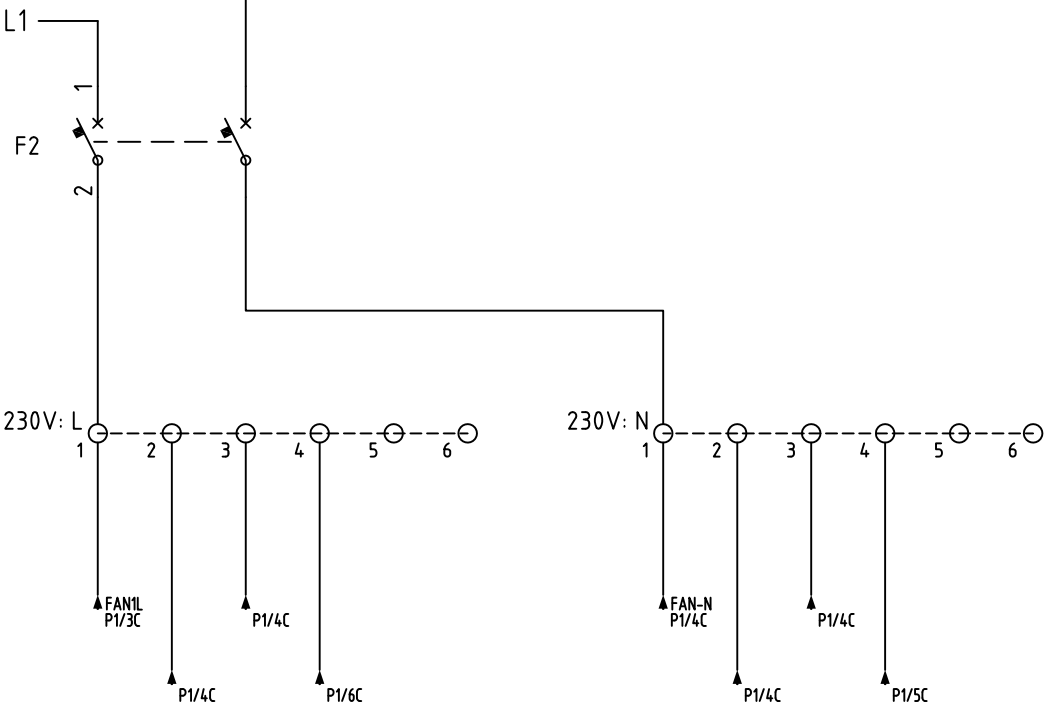 L1
1
F2
2
230V: L
1 2 3 4 5 6
230V: N
1 2 3 4 5 6
FAN1L
P1/3C
P1/4C
FAN-N
P1/4C
P1/4C
P1/4C
P1/6C
P1/4C
P1/5C